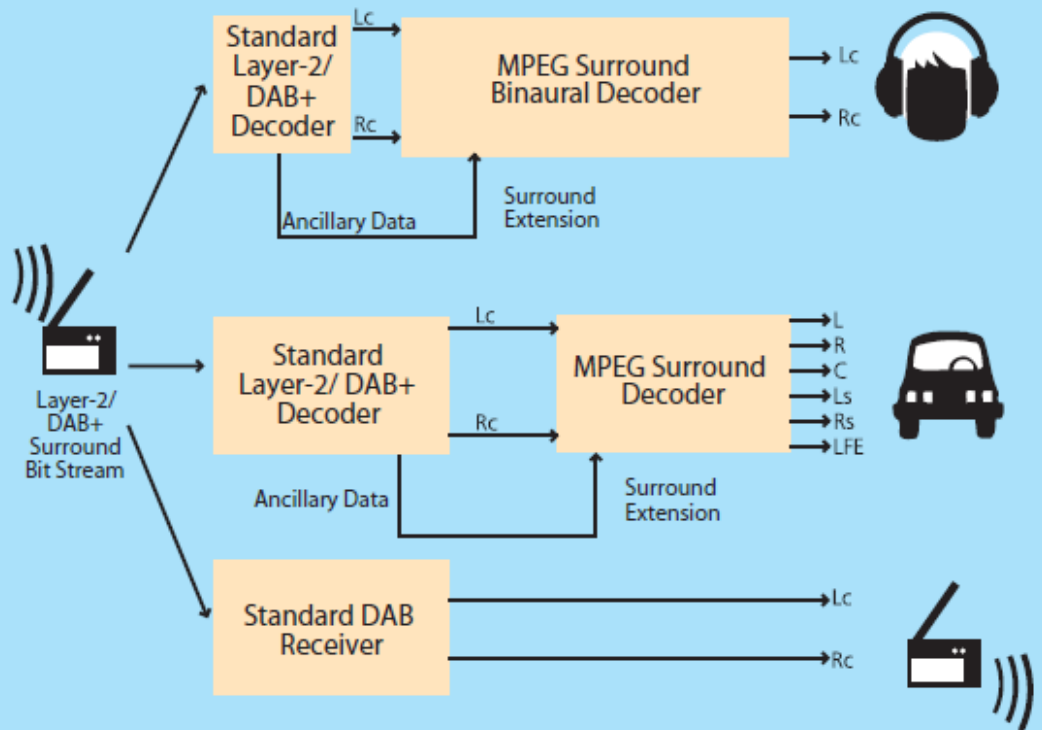 Standard
Layer-2/
DAB+
Decoder
Lc
Rc
MPEG Surround
Binaural Decoder
Lc
Rc
Ancillary Data
Surround
Extension
Layer-2/
DAB+
Surround
Bit Stream
Standard
Layer-2/ DAB+
Decoder
Lc
Rc
MPEG Surround
Decoder
L
R
C
Ls
Rs
LFE
Ancillary Data
Surround
Extension
Standard DAB
Receiver
Lc
Rc